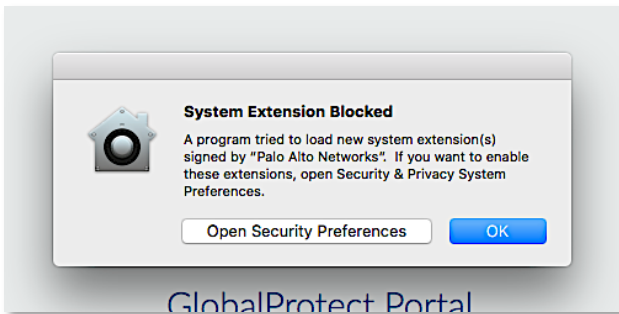 System Extension Blocked
A program tried to load new system extension(s)
signed by “Palo Alto Networks”. If you want to enable
these extensions, open Security & Privacy System
Preferences.
Open Security Preferences
OK
GlobalProtect Portal